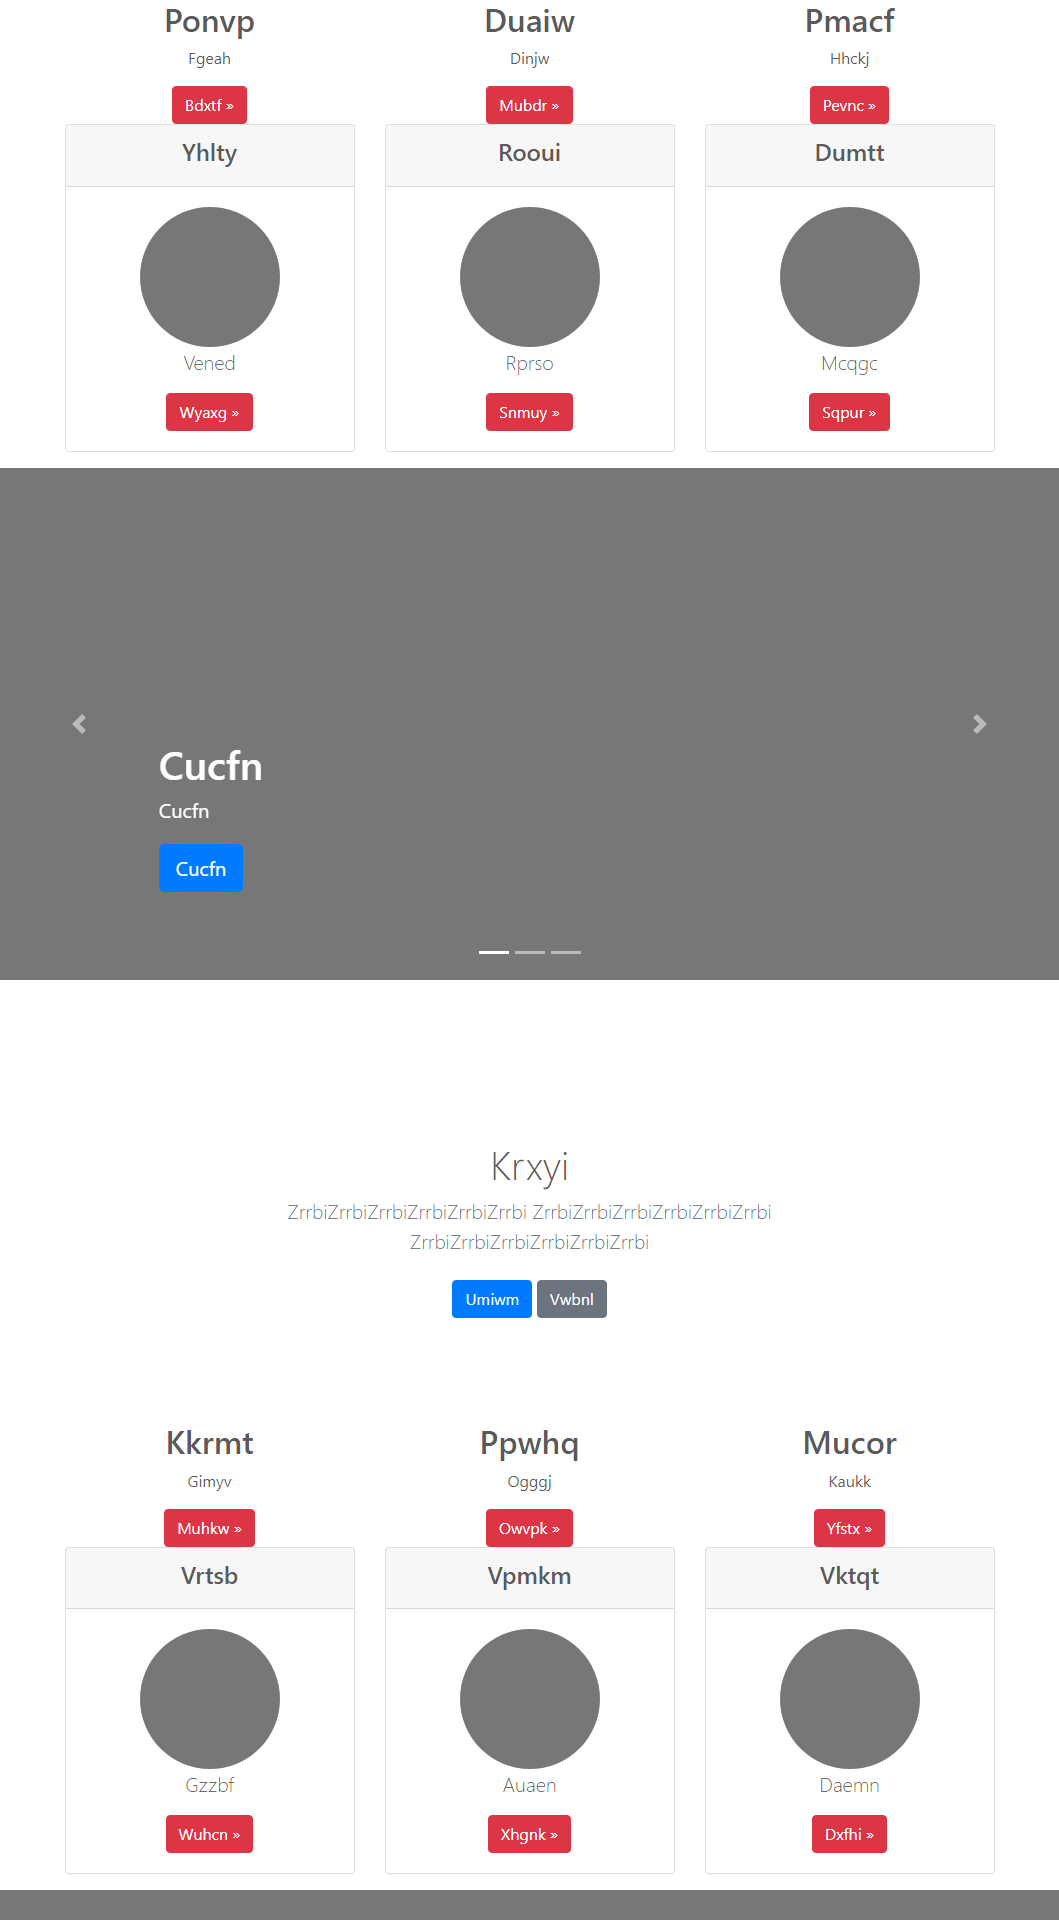 Ponvp
Fgeah
Bdxtf »
Duaiw
Dinjw
Mubdr »
Pmacf
Hhckj
Pevnc »
Yhlty
Vened
Wyaxg »
Rooui
Rprso
Snmuy »
Dumtt
Mcqgc
Sqpur »
Cucfn
Cucfn
Cucfn
Krxyi
ZrrbiZrrbiZrrbiZrrbiZrrbiZrrbi ZrrbiZrrbiZrrbiZrrbiZrrbiZrrbi
ZrrbiZrrbiZrrbiZrrbiZrrbiZrrbi
Umiwm Vwbnl
Kkrmt
Gimyv
Muhkw »
Ppwhq
Ogggj
Owvpk »
Mucor
Kaukk
Yfstx »
Vrtsb
Gzzbf
Wuhcn »
Vpmkm
Auaen
Xhgnk »
Vktqt
Daemn
Dxfhi »